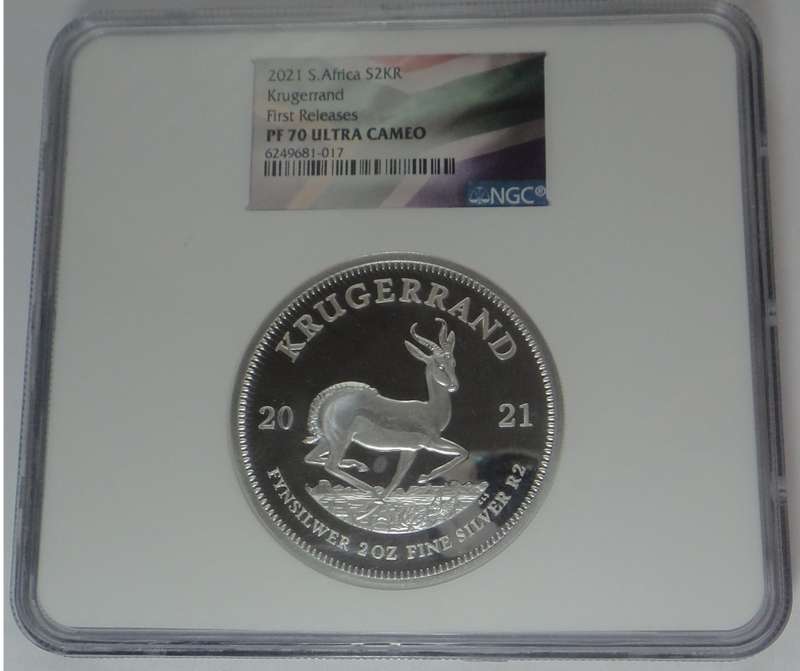 2021 S.Africa S2KR
Krugerrand
First Releases
PF 70 ULTRA CAMEO
6249681-017
NGC®
KRUGERRAND
20 21
FYNSILWER 2OZ FINE SILVER R2
CLS